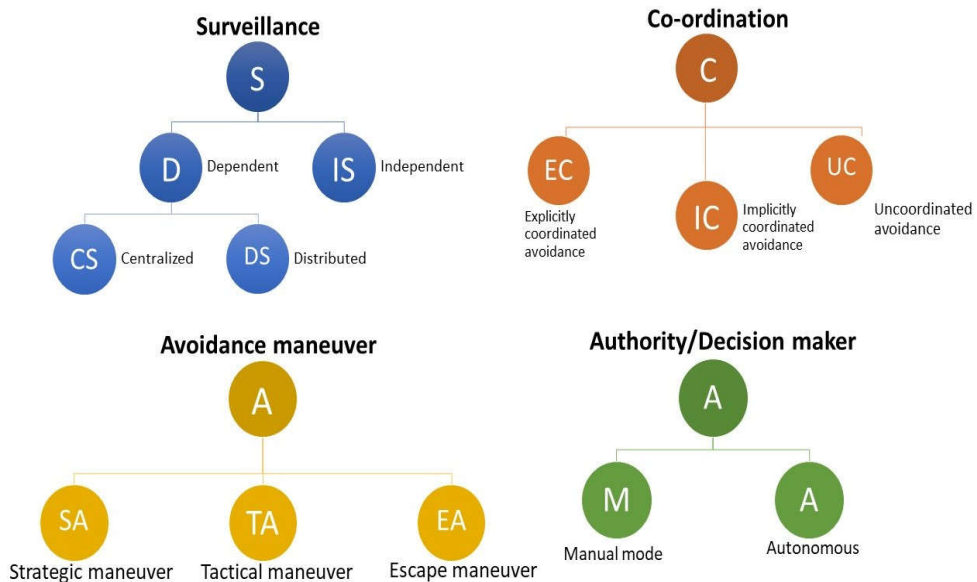 Surveillance
S
D
Dependent
IS
Independent
CS
Centralized
DS
Distributed
Co-ordination
C
EC
Explicitly
coordinated
avoidance
IC
Implicitly
coordinated
avoidance
UC
Uncoordinated
avoidance
Avoidance maneuver
A
SA
Strategic maneuver
TA
Tactical maneuver
EA
Escape maneuver
Authority/Decision maker
A
M
Manual mode
A
Autonomous